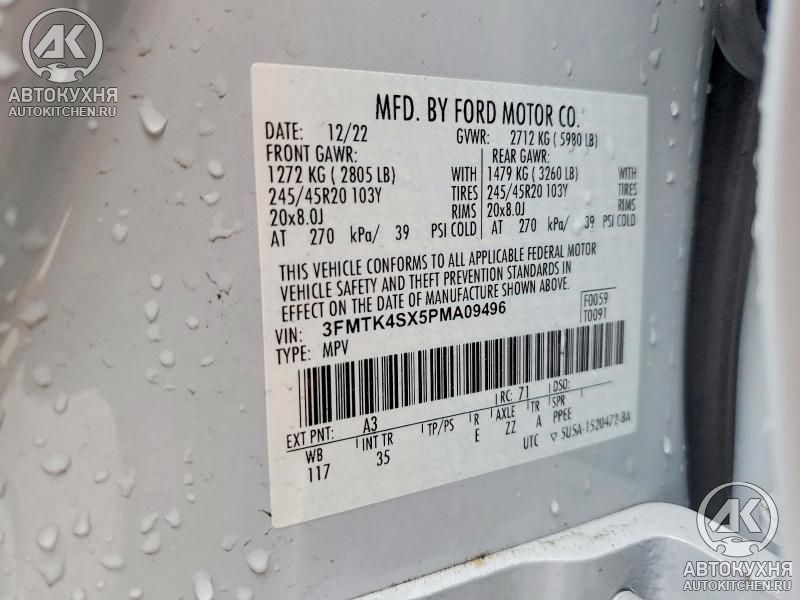 AK
АВТОКУХНЯ
AUTOKITCHEN.RU
MFD. BY FORD MOTOR CO.
DATE: 12/22 GVWR: 2712 KG ( 5980 LB)
FRONT GAWR: REAR GAWR:
1272 KG ( 2805 LB) WITH 1479 KG ( 3260 LB) WITH
245/45R20 103Y TIRES 245/45R20 103Y TIRES
20x8.0J RIMS 20x8.0J RIMS
AT 270 kPa/ 39 PSI COLD AT 270 kPa/ 39 PSI COLD
THIS VEHICLE CONFORMS TO ALL APPLICABLE FEDERAL MOTOR
VEHICLE SAFETY AND THEFT PREVENTION STANDARDS IN
EFFECT ON THE DATE OF MANUFACTURE SHOWN ABOVE.
F0059
VIN: 3FMTK4SX5PMA09496 T0091
TYPE: MPV
EXT PNT: A3 RC: 71 DSO:
WB INT TR TP/PS R AXLE TR SPR
117 35 E ZZ A PPEE
UTC ▽ 5U5A-1520472-BA
AK
АВТОКУХНЯ
AUTOKITCHEN.RU